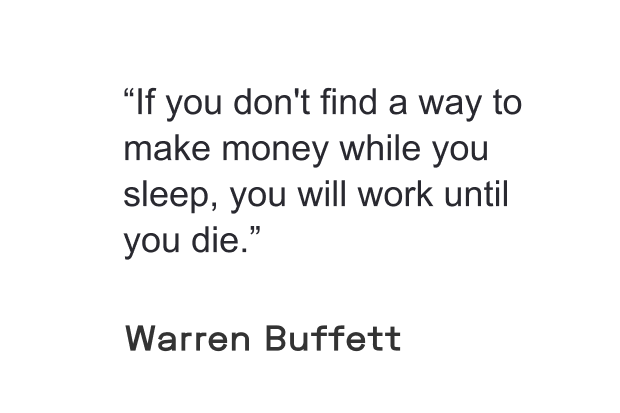 “If you don't find a way to
make money while you
sleep, you will work until
you die.”
Warren Buffett